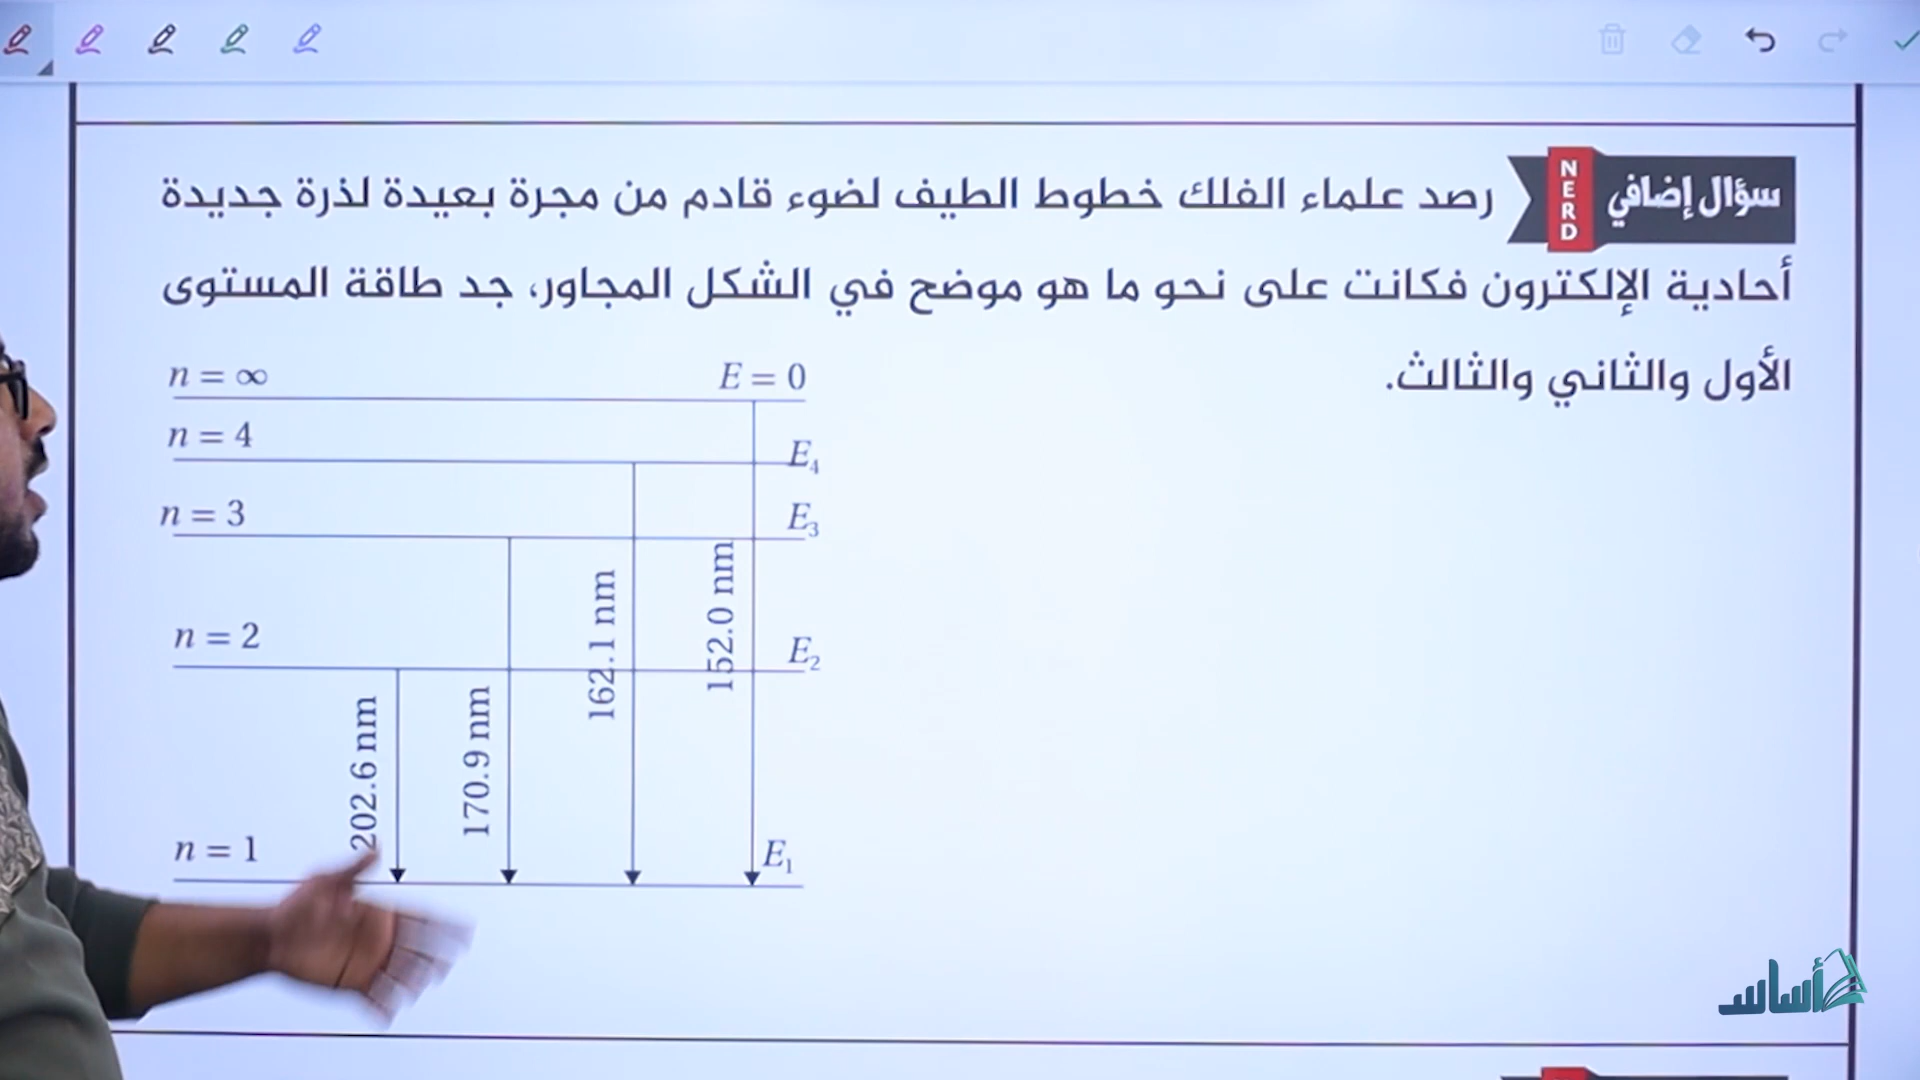 سؤال إضافي
NERD
رصد علماء الفلك خطوط الطيف لضوء قادم من مجرة بعيدة لذرة جديدة
أحادية الإلكترون فكانت على نحو ما هو موضح في الشكل المجاور، جد طاقة المستوى
الأول والثاني والثالث.
n = ∞ E = 0
n = 4 E₄
n = 3 E₃
n = 2 E₂
n = 1 E₁
202.6 nm
170.9 nm
162.1 nm
152.0 nm
أساس